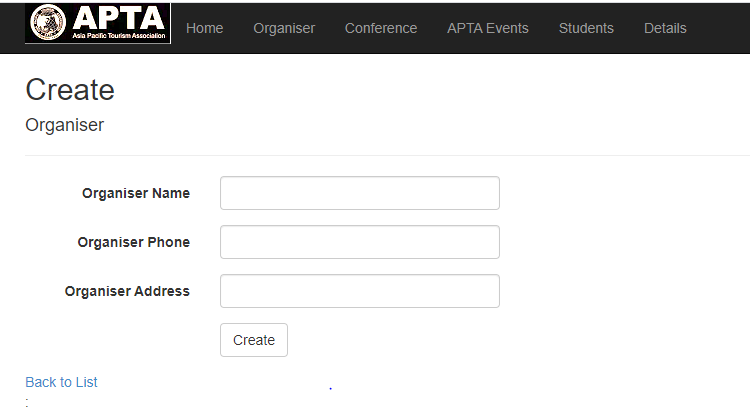 APTA
Asia Pacific Tourism Association
Home Organiser Conference APTA Events Students Details
Create
Organiser
Organiser Name
Organiser Phone
Organiser Address
Create
Back to List
: